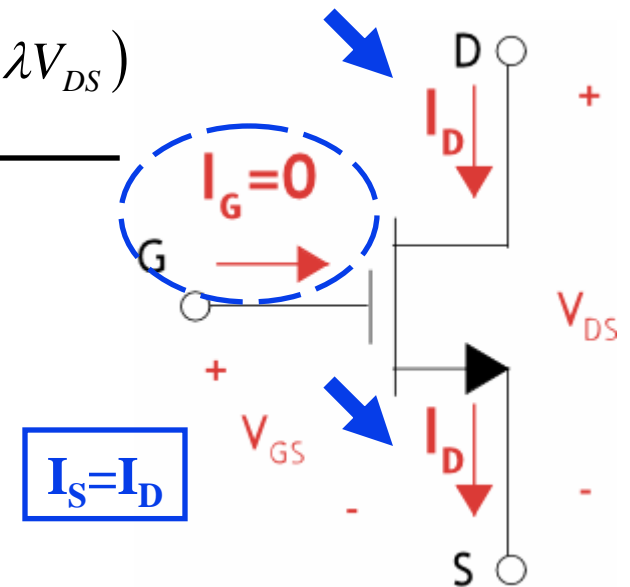 λV_DS)
D
+
I_D
I_G=0
G
V_DS
+
V_GS
I_D
I_S=I_D
-
-
S